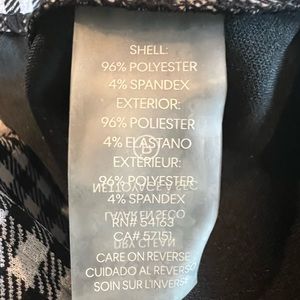 SHELL:
96% POLYESTER
4% SPANDEX
EXTERIOR:
96% POLIESTER
4% ELASTANO
EXTÉRIEUR:
96% POLYESTER
4% SPANDEX
RN# 54163
CA# 57151
CARE ON REVERSE
CUIDADO AL REVERSO
SOIN SUR L'INVERSE